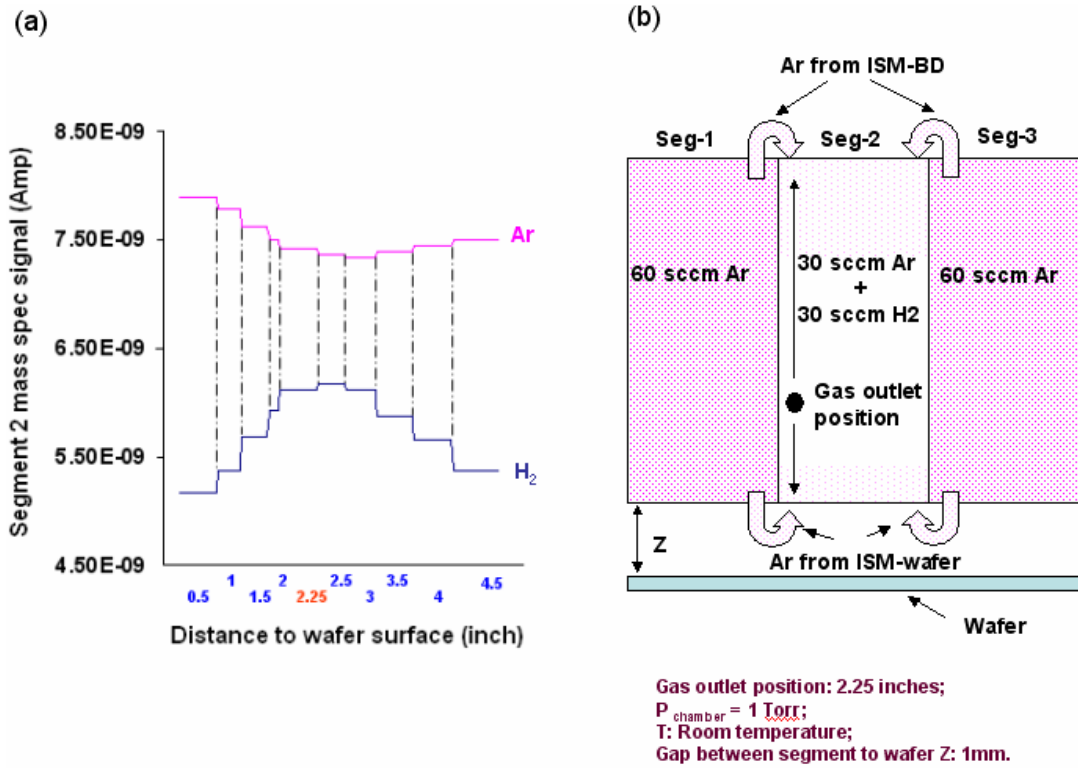 (a)
8.50E-09
7.50E-09
6.50E-09
5.50E-09
4.50E-09
Segment 2 mass spec signal (Amp)
Ar
H2
0.5 1 1.5 2 2.25 2.5 3 3.5 4 4.5
Distance to wafer surface (inch)
(b)
Ar from ISM-BD
Seg-1 Seg-2 Seg-3
60 sccm Ar
30 sccm Ar
+
30 sccm H2
60 sccm Ar
Gas outlet
position
Z
Ar from ISM-wafer
Wafer
Gas outlet position: 2.25 inches;
P chamber = 1 Torr;
T: Room temperature;
Gap between segment to wafer Z: 1mm.